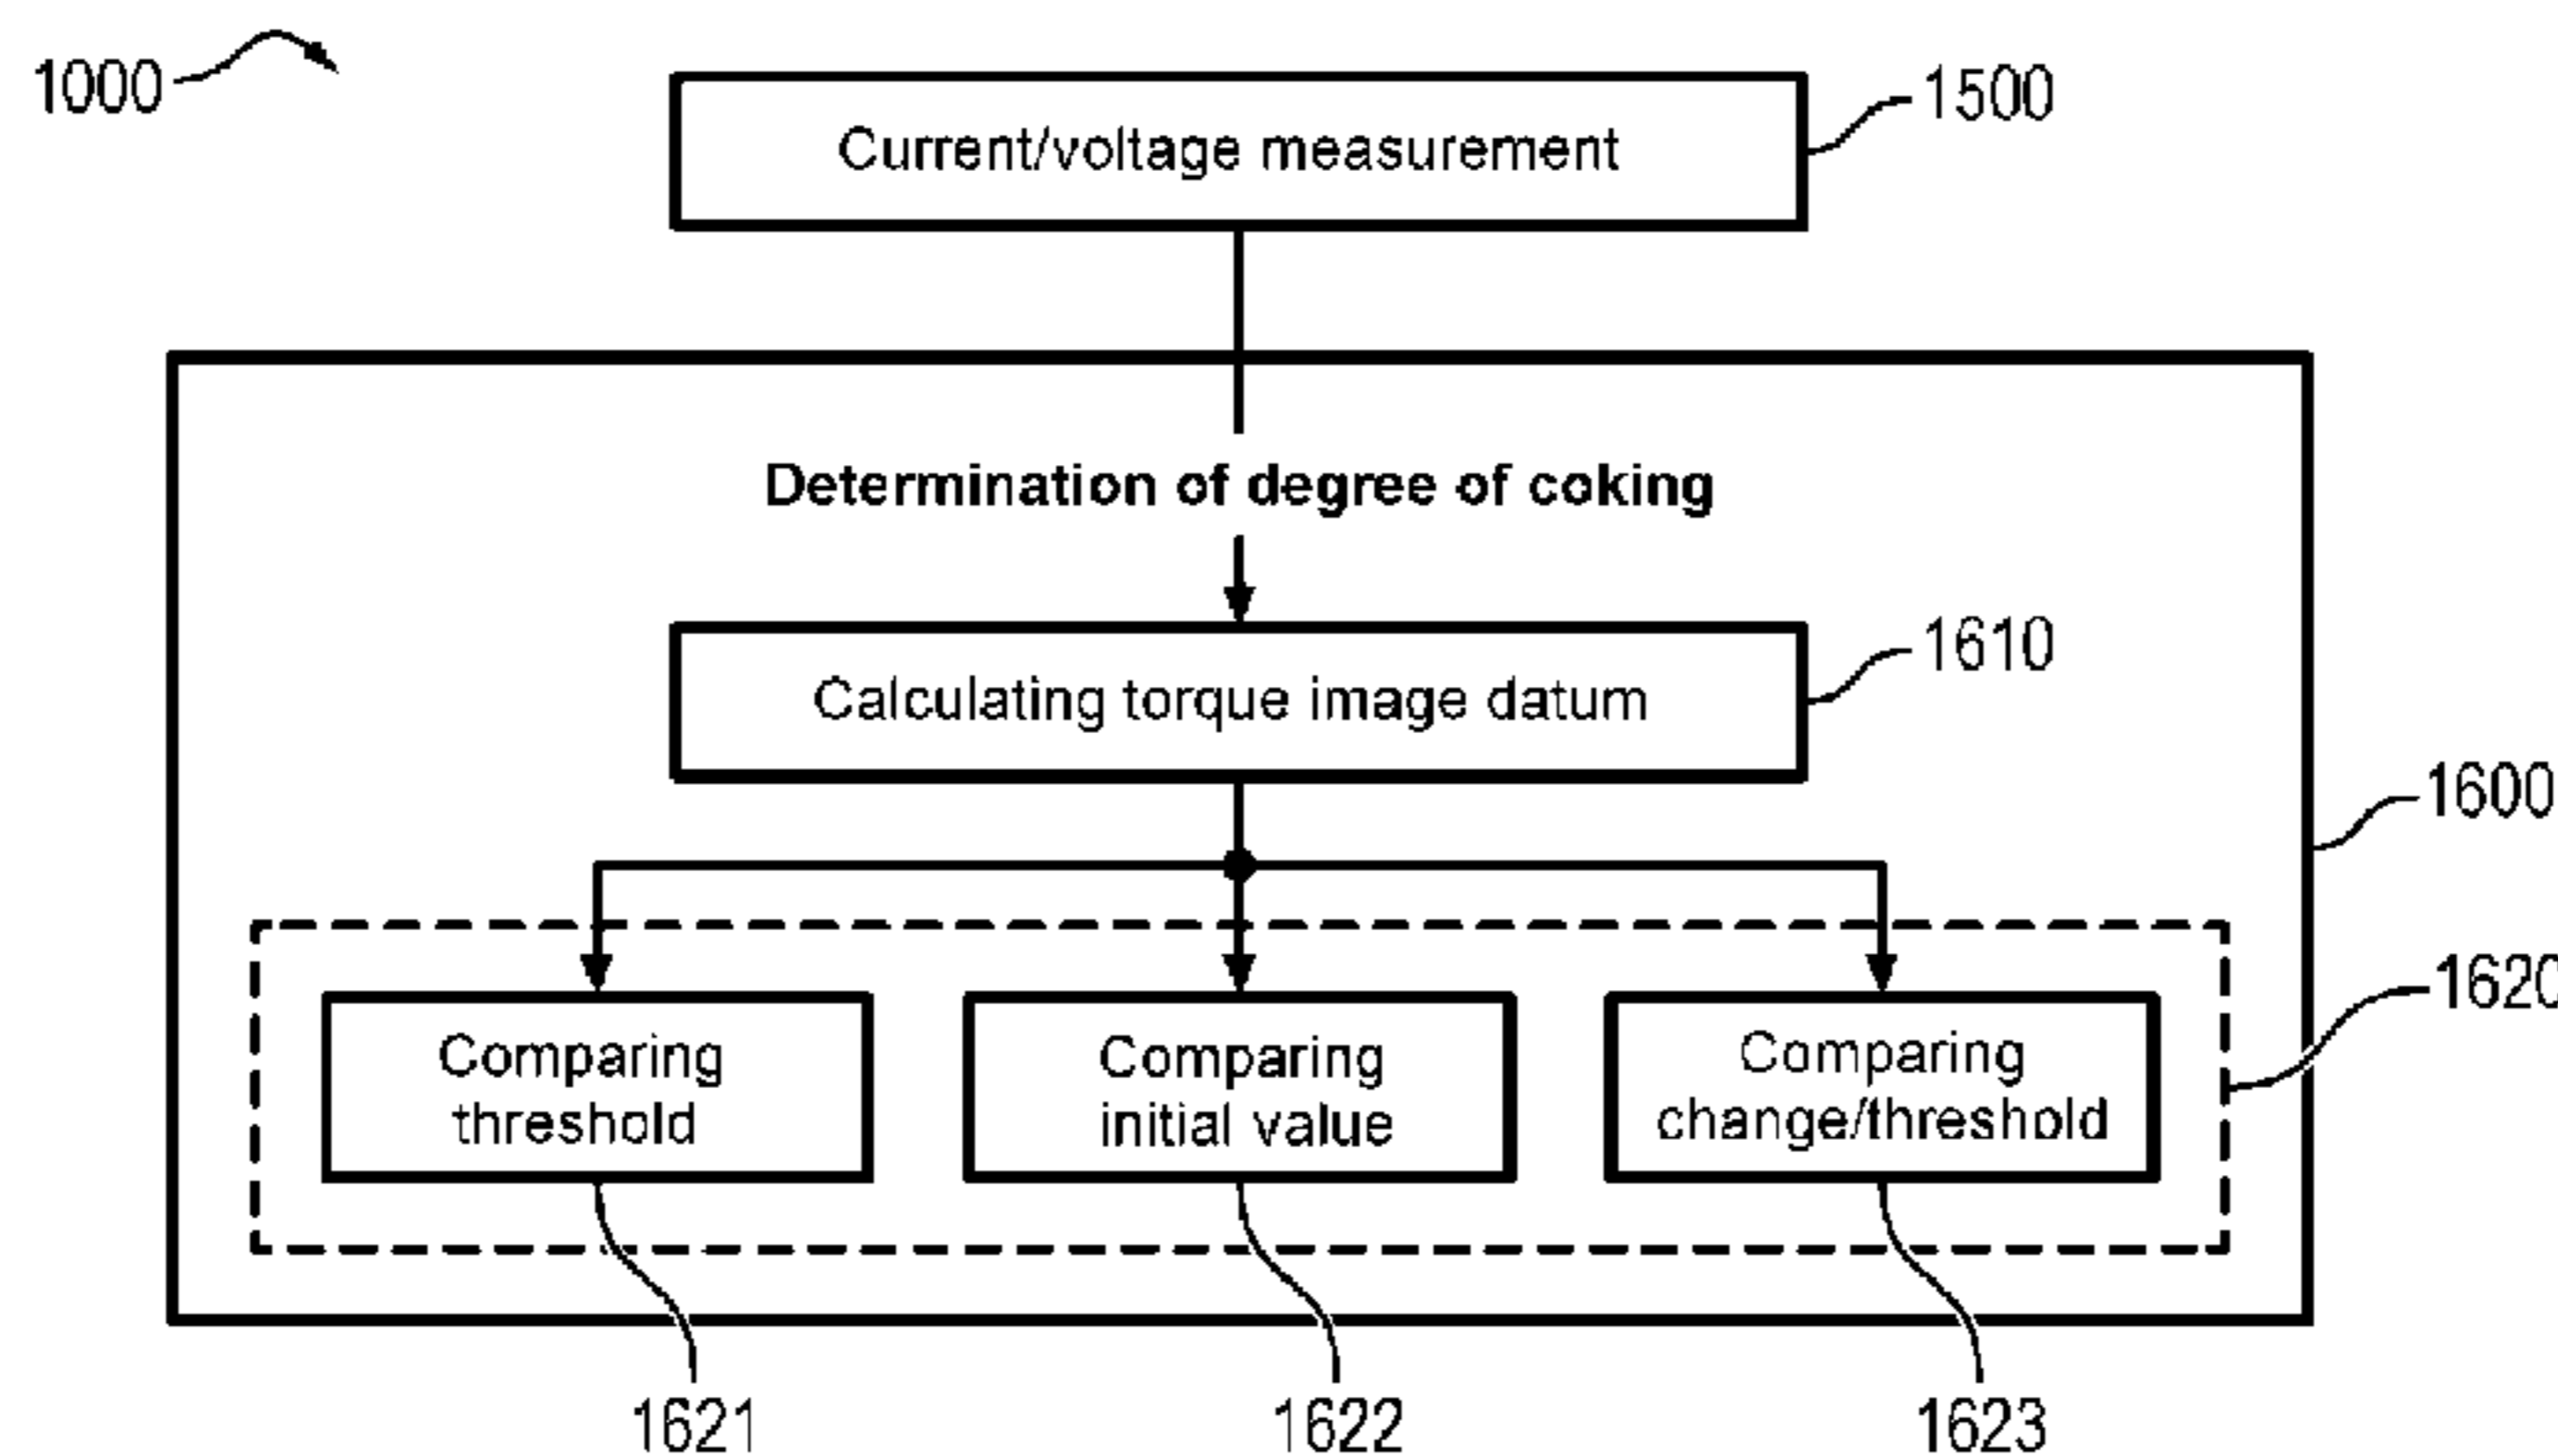 1000
1500
Current/voltage measurement
Determination of degree of coking
1610
Calculating torque image datum
1600
1620
Comparing
threshold
Comparing
initial value
Comparing
change/threshold
1621
1622
1623